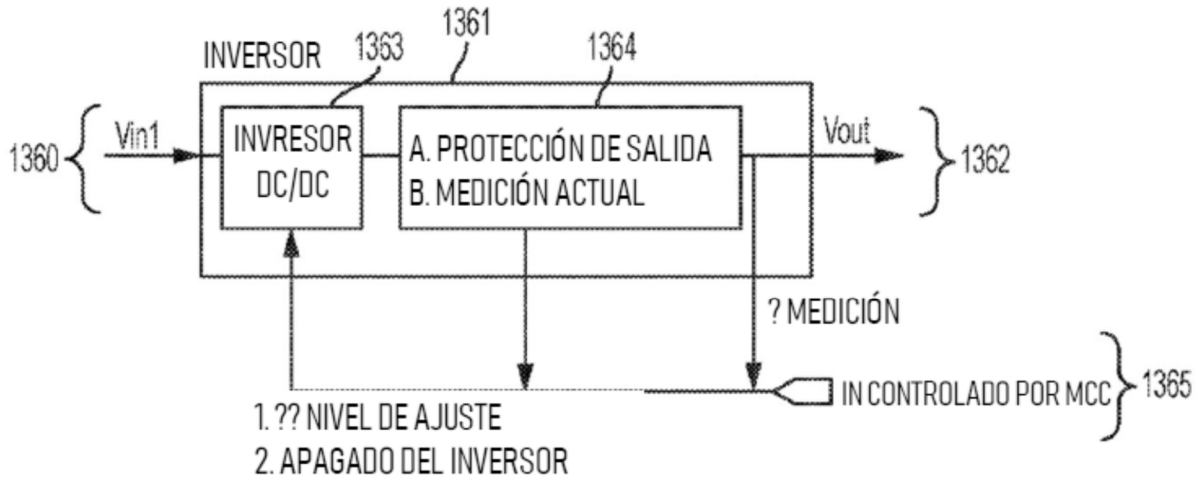 1361
1363
1364
INVERSOR
1360
Vin1
INVRESOR
DC/DC
A. PROTECCIÓN DE SALIDA
B. MEDICIÓN ACTUAL
Vout
1362
? MEDICIÓN
IN CONTROLADO POR MCC
1365
1. ?? NIVEL DE AJUSTE
2. APAGADO DEL INVERSOR